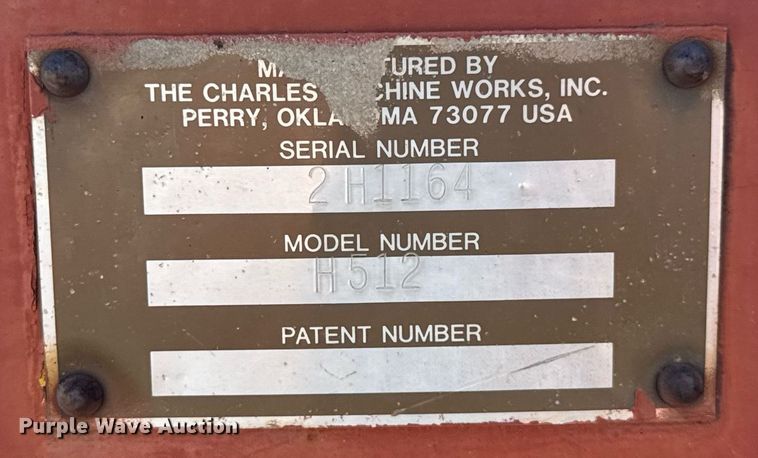 MA TURED BY
THE CHARLES CHINE WORKS, INC.
PERRY, OKLA OMA 73077 USA
SERIAL NUMBER
2H1164
MODEL NUMBER
H512
PATENT NUMBER
Purple Wave Auction